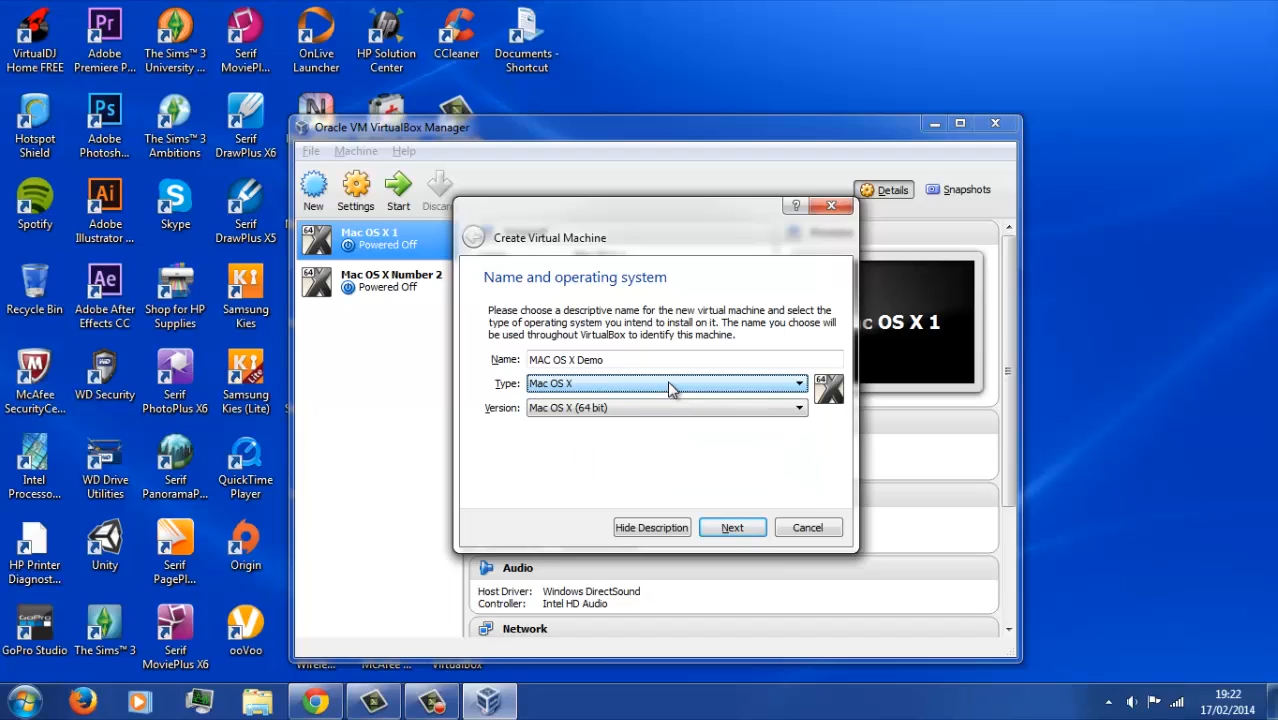 VirtualDJ
Home FREE
Adobe
Premiere P...
The Sims™ 3
University ...
Serif
MoviePl...
OnLive
Launcher
HP Solution
Center
CCleaner
Documents -
Shortcut
Hotspot
Shield
Adobe
Photosh...
The Sims™ 3
Ambitions
Serif
DrawPlus X6
Spotify
Adobe
Illustrator ...
Skype
Serif
DrawPlus X5
Recycle Bin
Adobe After
Effects CC
Shop for HP
Supplies
Samsung
Kies
McAfee
SecurityCe...
WD Security
Serif
PhotoPlus X6
Samsung
Kies (Lite)
Intel
Processo...
WD Drive
Utilities
Serif
PanoramaP...
QuickTime
Player
HP Printer
Diagnost...
Unity
Serif
PagePl...
Origin
GoPro Studio
The Sims™ 3
Serif
MoviePlus X6
ooVoo
Wirele...
McAfee ...
VirtualBox
Oracle VM VirtualBox Manager
File Machine Help
New Settings Start Discar
Details Snapshots
64 Mac OS X 1
Powered Off
64 Mac OS X Number 2
Powered Off
c OS X 1
Create Virtual Machine
Name and operating system
Please choose a descriptive name for the new virtual machine and select the
type of operating system you intend to install on it. The name you choose will
be used throughout VirtualBox to identify this machine.
Name: MAC OS X Demo
Type: Mac OS X
64
Version: Mac OS X (64 bit)
Hide Description Next Cancel
Audio
Host Driver: Windows DirectSound
Controller: Intel HD Audio
Network
19:22
17/02/2014